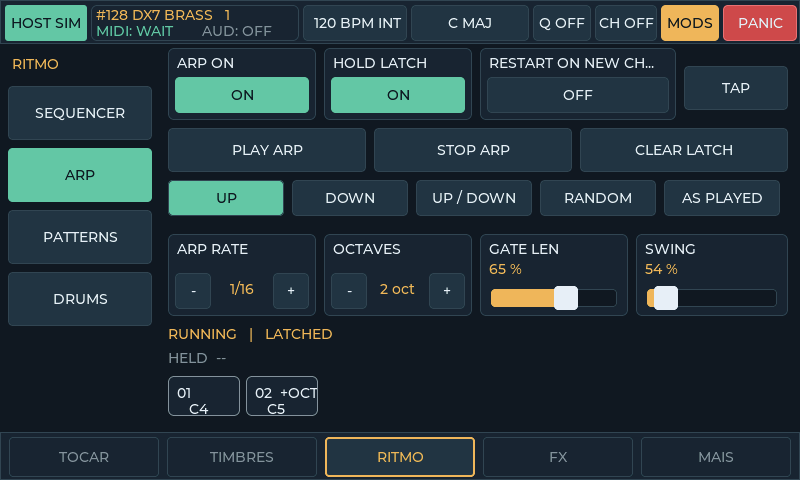 HOST SIM
#128 DX7 BRASS 1
MIDI: WAIT AUD: OFF
120 BPM INT
C MAJ
Q OFF
CH OFF
MODS
PANIC
RITMO
SEQUENCER
ARP
PATTERNS
DRUMS
ARP ON
ON
HOLD LATCH
ON
RESTART ON NEW CH...
OFF
TAP
PLAY ARP
STOP ARP
CLEAR LATCH
UP
DOWN
UP / DOWN
RANDOM
AS PLAYED
ARP RATE
- 1/16 +
OCTAVES
- 2 oct +
GATE LEN
65 %
SWING
54 %
RUNNING | LATCHED
HELD --
01
C4
02 +OCT
C5
TOCAR
TIMBRES
RITMO
FX
MAIS